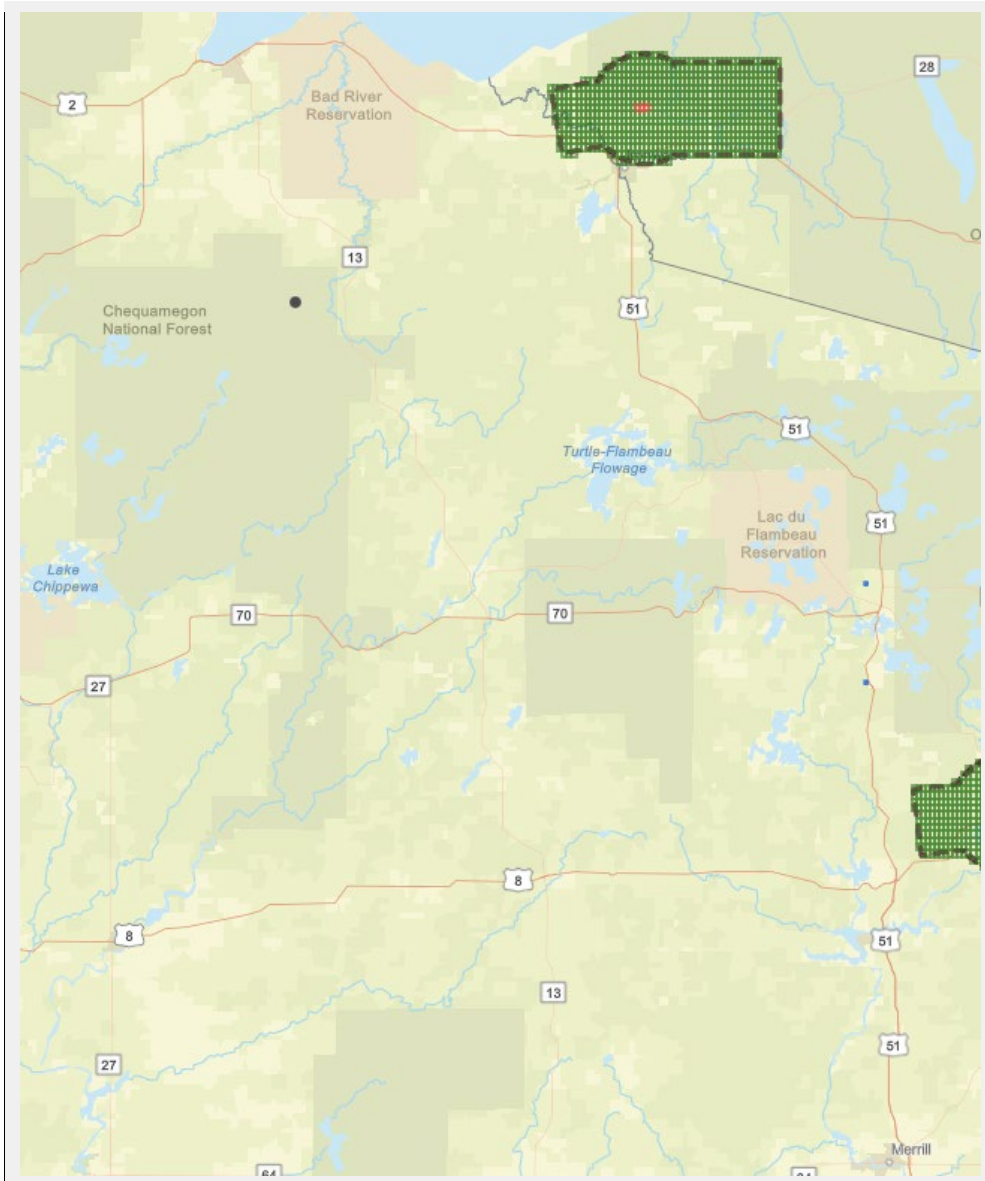 28
2
Bad River
Reservation
13
Chequamegon
National Forest
51
51
Turtle-Flambeau
Flowage
Lac du
Flambeau
Reservation
51
Lake
Chippewa
70
70
27
8
8
51
13
51
27
Merrill
64